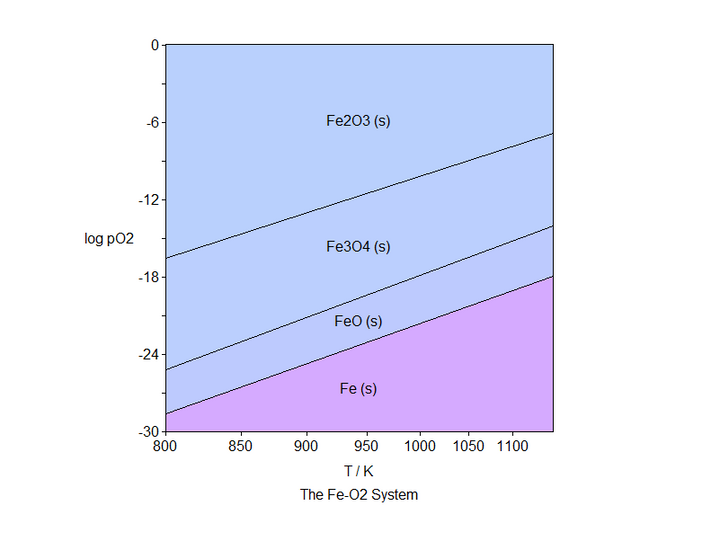 0
Fe2O3 (s)
-6
-12
log pO2
Fe3O4 (s)
-18
FeO (s)
-24
Fe (s)
-30
800 850 900 950 1000 1050 1100
T / K
The Fe-O2 System